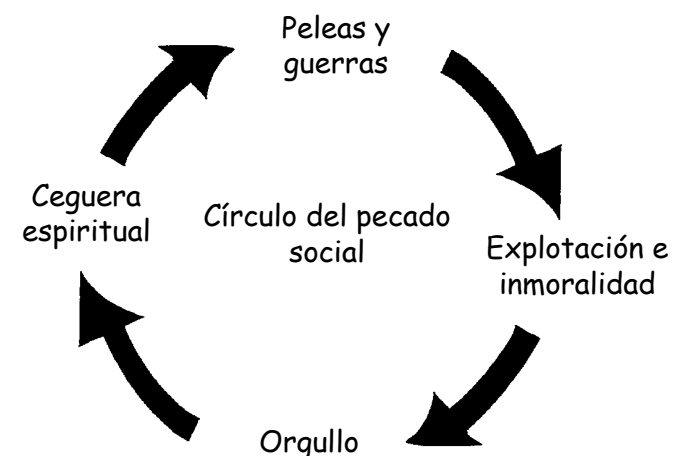 Peleas y
guerras
Ceguera
espiritual
Círculo del pecado
social
Explotación e
inmoralidad
Orgullo